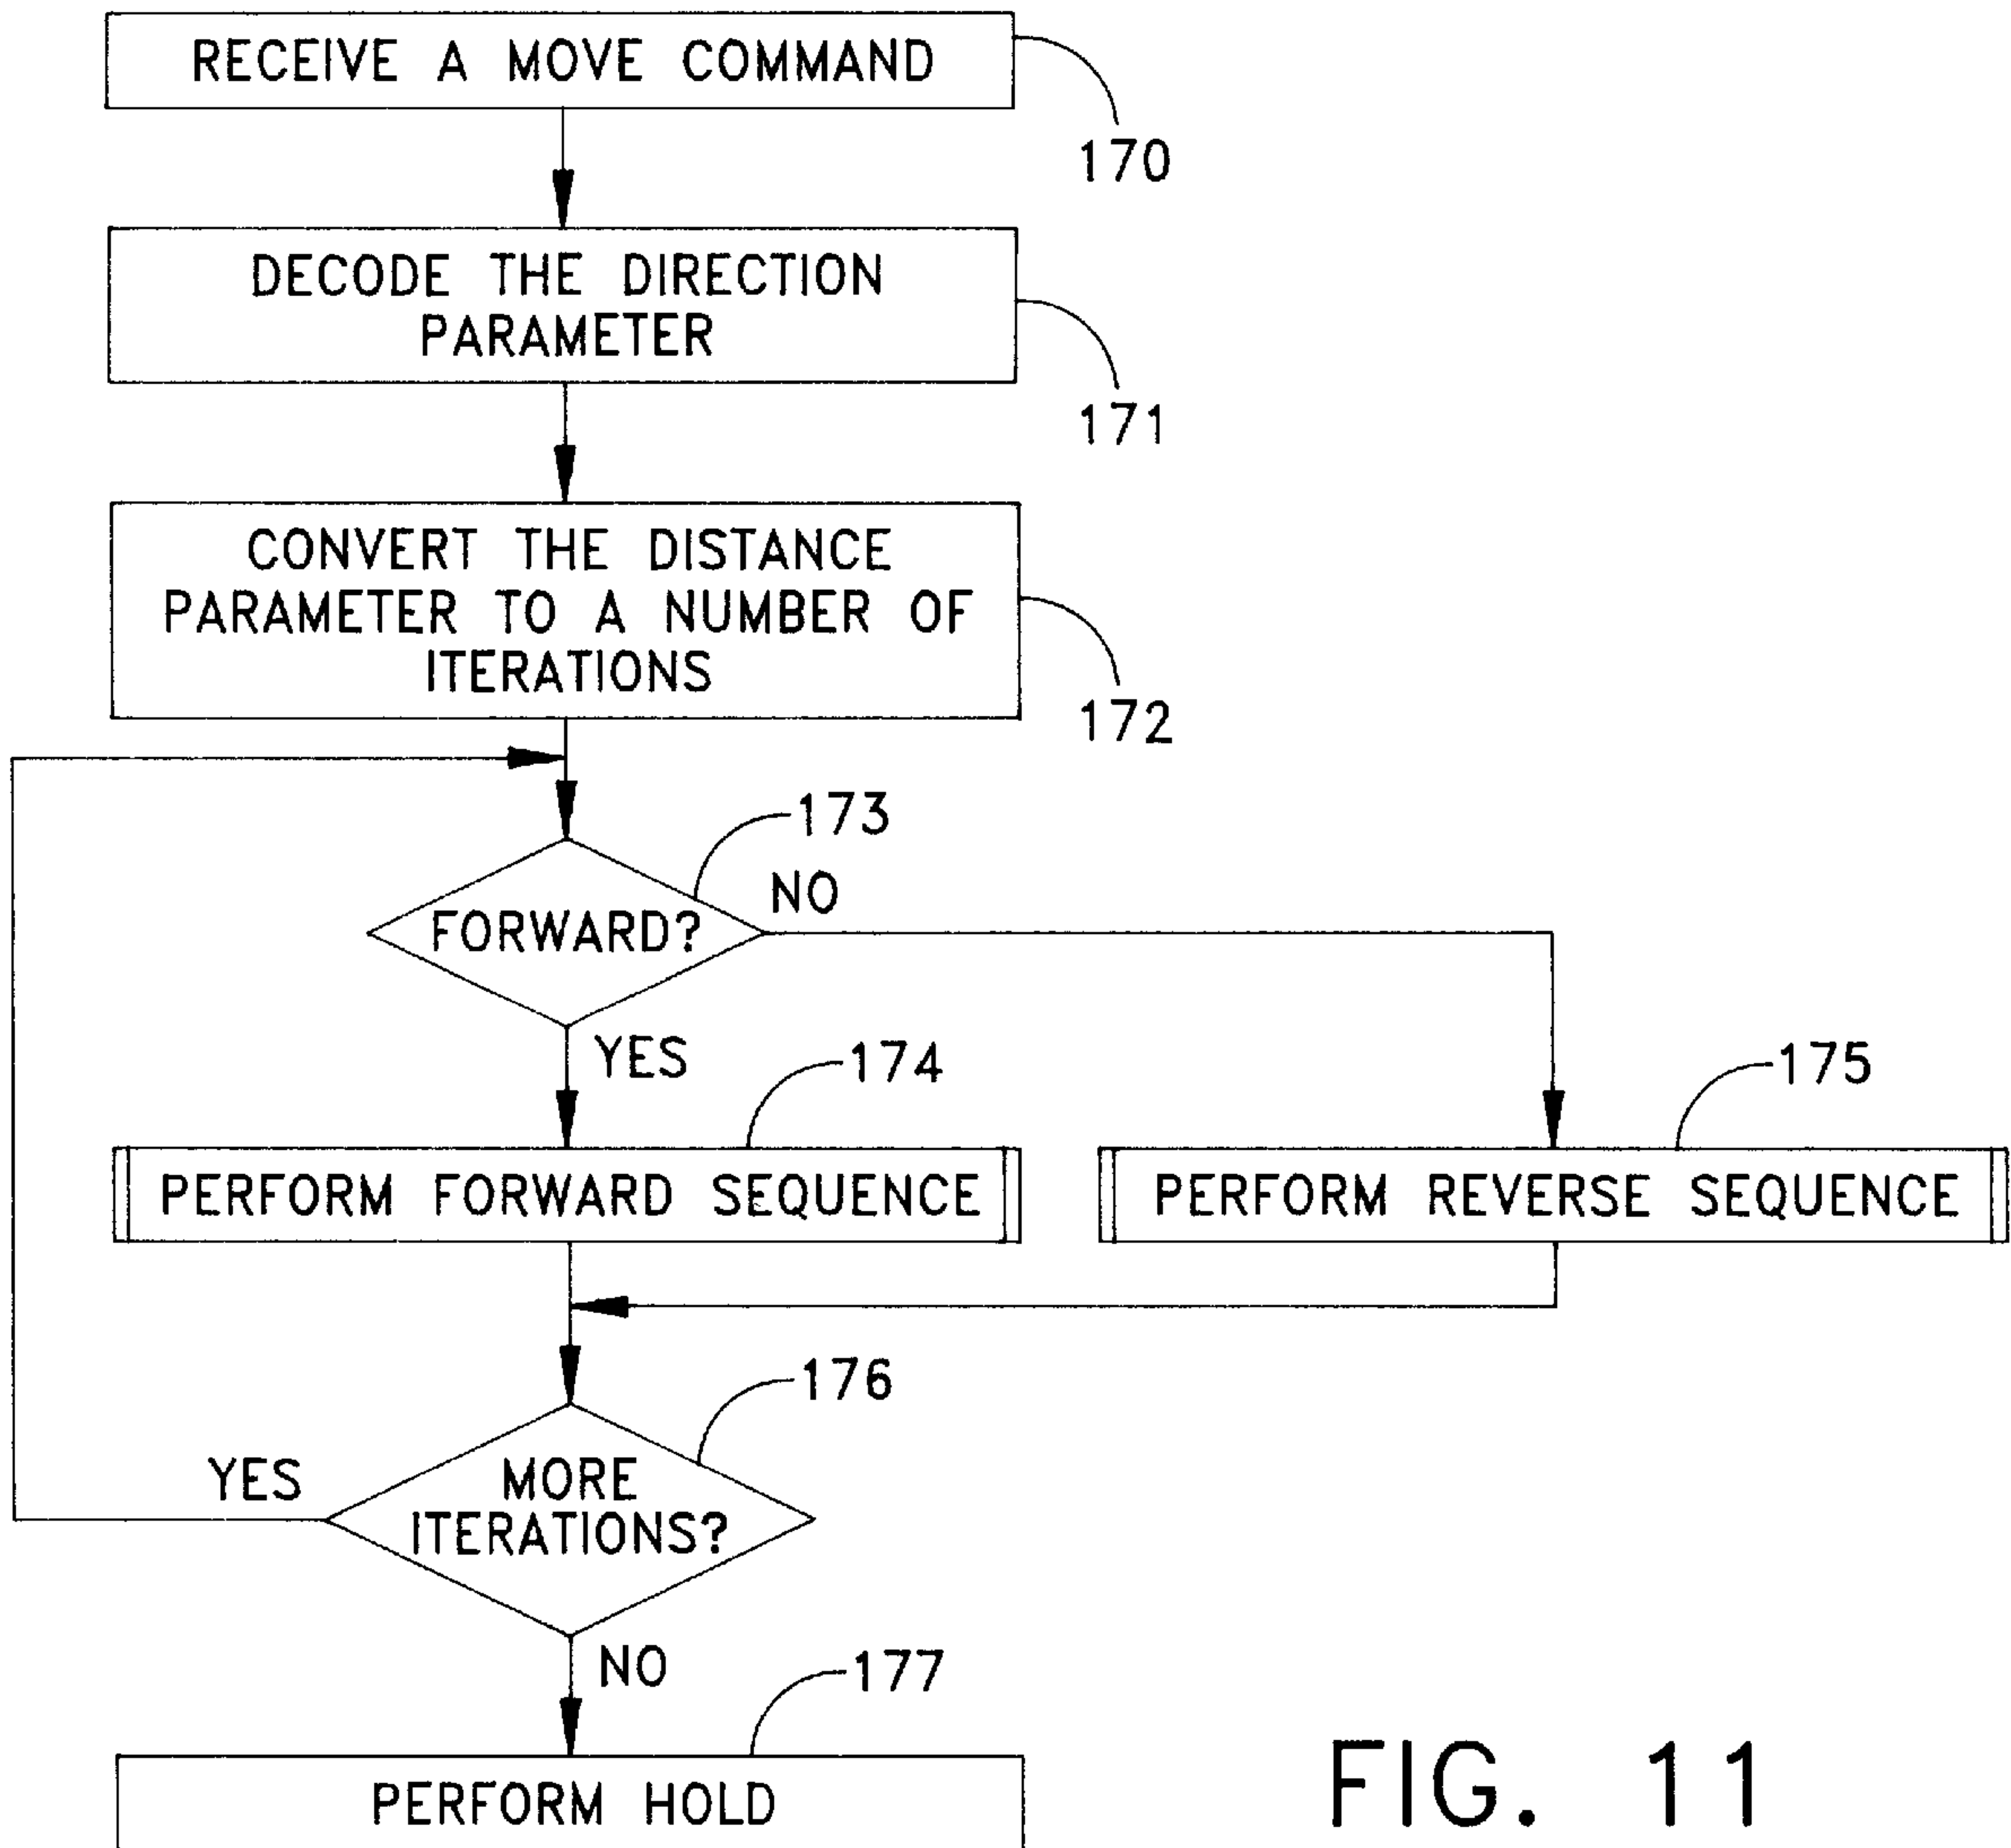 RECEIVE A MOVE COMMAND
170
DECODE THE DIRECTION
PARAMETER
171
CONVERT THE DISTANCE
PARAMETER TO A NUMBER OF
ITERATIONS
172
173
NO
FORWARD?
YES
174
175
PERFORM FORWARD SEQUENCE
PERFORM REVERSE SEQUENCE
176
YES
MORE
ITERATIONS?
NO
177
PERFORM HOLD
FIG. 11